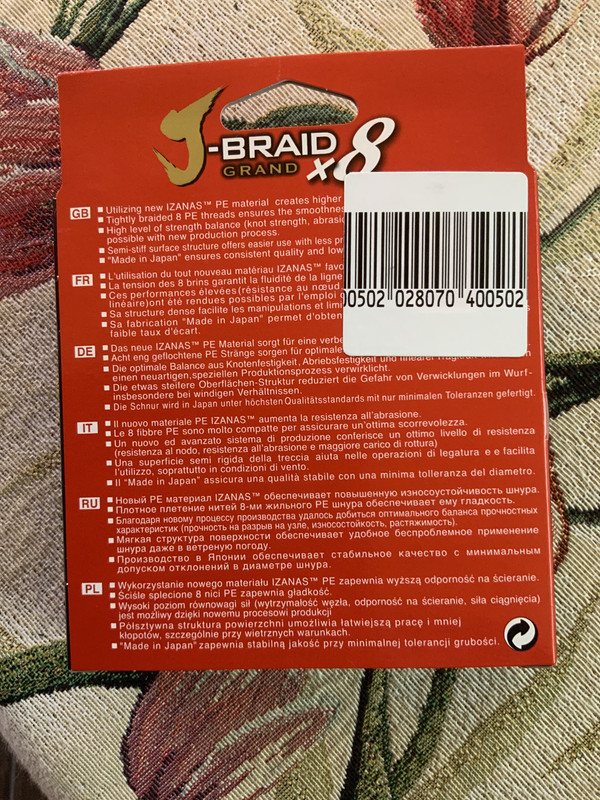 J-BRAID
GRAND x8
GB
Utilizing new IZANAS™ PE material creates higher
Tightly braided 8 PE threads ensures the smoothnes
High level of strength balance (knot strength, abrasi
possible with new production process.
Semi-stiff surface structure offers easier use with less pr
"Made in Japan" ensures consistent quality and low
00502 028070 400502
FR
L'utilisation du tout nouveau matériau IZANAS™ favo
La tension des 8 brins garantit la fluidité de la ligne
Ces performances élevées (résistance au nœud
linéaire)ont été rendues possibles par l'emploi
Sa structure dense facilite les manipulations et lim
Sa fabrication "Made in Japan" permet d'obten
faible taux d'écart.
DE
Das neue IZANAS™ PE Material sorgt für eine verbe
Acht eng geflochtene PE Stränge sorgen für optimale
Die optimale Balance aus Knotenfestigkeit, Abriebsfestigkeit und linearer
einen neuartigen,speziellen Produktionsprozess verwirklicht.
Die etwas steifere Oberflächen-Struktur reduziert die Gefahr von Verwicklungen im Wurf-
insbesondere bei windigen Verhältnissen.
Die Schnur wird in Japan unter höchsten Qualitätsstandards mit nur minimalen Toleranzen gefertigt.
IT
Il nuovo materiale PE IZANAS™ aumenta la resistenza all'abrasione.
Le 8 fibbre PE sono molto compatte per assicurare un'ottima scorrevolezza.
Un nuovo ed avanzato sistema di produzione conferisce un ottimo livello di resistenza
(resistenza al nodo, resistenza all'abrasione e maggiore carico di rottura)
Una superficie semi rigida della treccia aiuta nelle operazioni di legatura e e facilita
l'utilizzo, soprattutto in condizioni di vento.
Il "Made in Japan" assicura una qualità stabile con una minima tolleranza del diametro.
RU
Новый PE материал IZANAS™ обеспечивает повышенную износоустойчивость шнура.
Плотное плетение нитей 8-ми жильного PE шнура обеспечивает ему гладкость.
Благодаря новому процессу производства удалось добиться оптимального баланса прочностных
характеристик (прочность на разрыв на узле, износостойкость, растяжимость).
Мягкая структура поверхности обеспечивает удобное беспроблемное применение
шнура даже в ветреную погоду.
Производство в Японии обеспечивает стабильное качество с минимальным
допуском отклонений в диаметре шнура.
PL
Wykorzystanie nowego materiału IZANAS™ PE zapewnia wyższą odporność na ścieranie.
Ściśle splecione 8 nici PE zapewnia gładkość.
Wysoki poziom równowagi sił (wytrzymałość węzła, odporność na ścieranie, siła ciągnięcia)
jest możliwy dzięki nowemu procesowi produkcji
Półsztywna struktura powierzchni umożliwia łatwiejszą pracę i mniej
kłopotów, szczególnie przy wietrznych warunkach.
"Made in Japan" zapewnia stabilną jakość przy minimalnej tolerancji grubości.